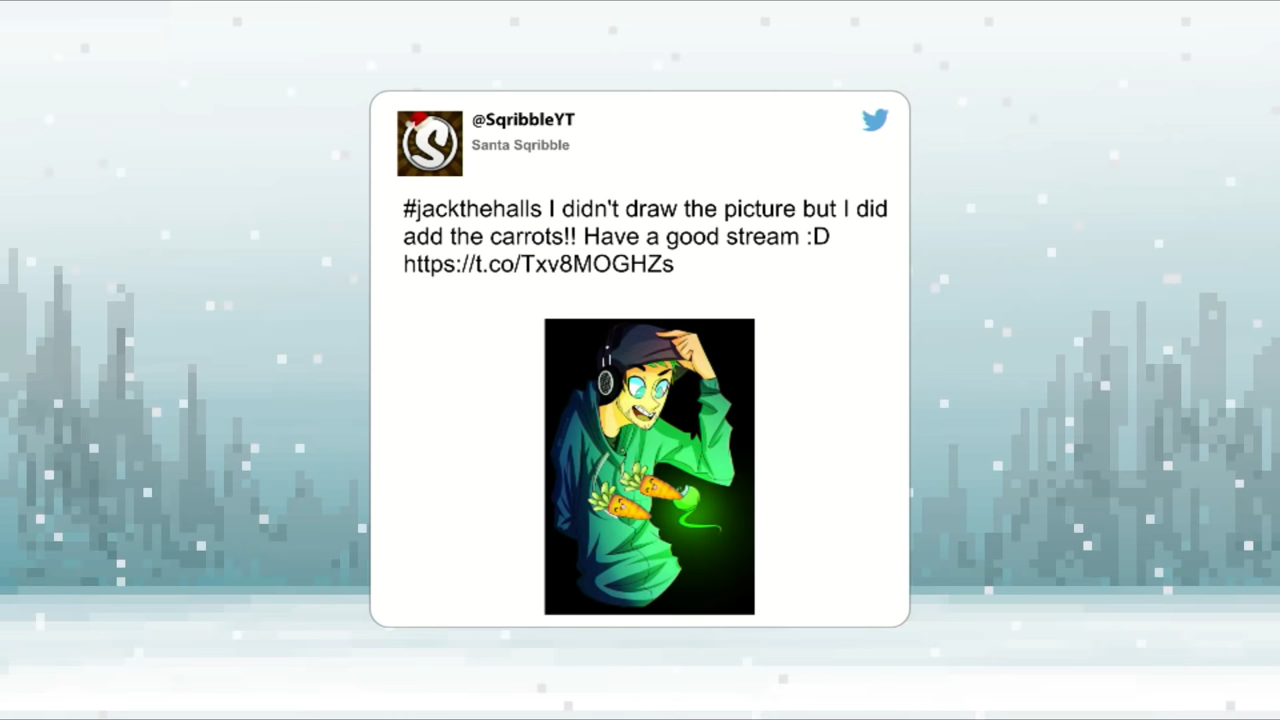 @SqribbleYT
Santa Sqribble
#jackthehalls I didn't draw the picture but I did
add the carrots!! Have a good stream :D
https://t.co/Txv8MOGHZs